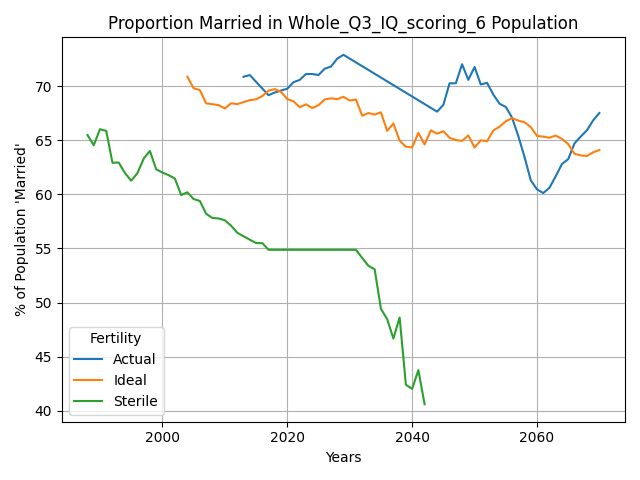 Proportion Married in Whole_Q3_IQ_scoring_6 Population
% of Population 'Married'
70
65
60
55
50
45
40
Fertility
Actual
Ideal
Sterile
2000 2020 2040 2060
Years